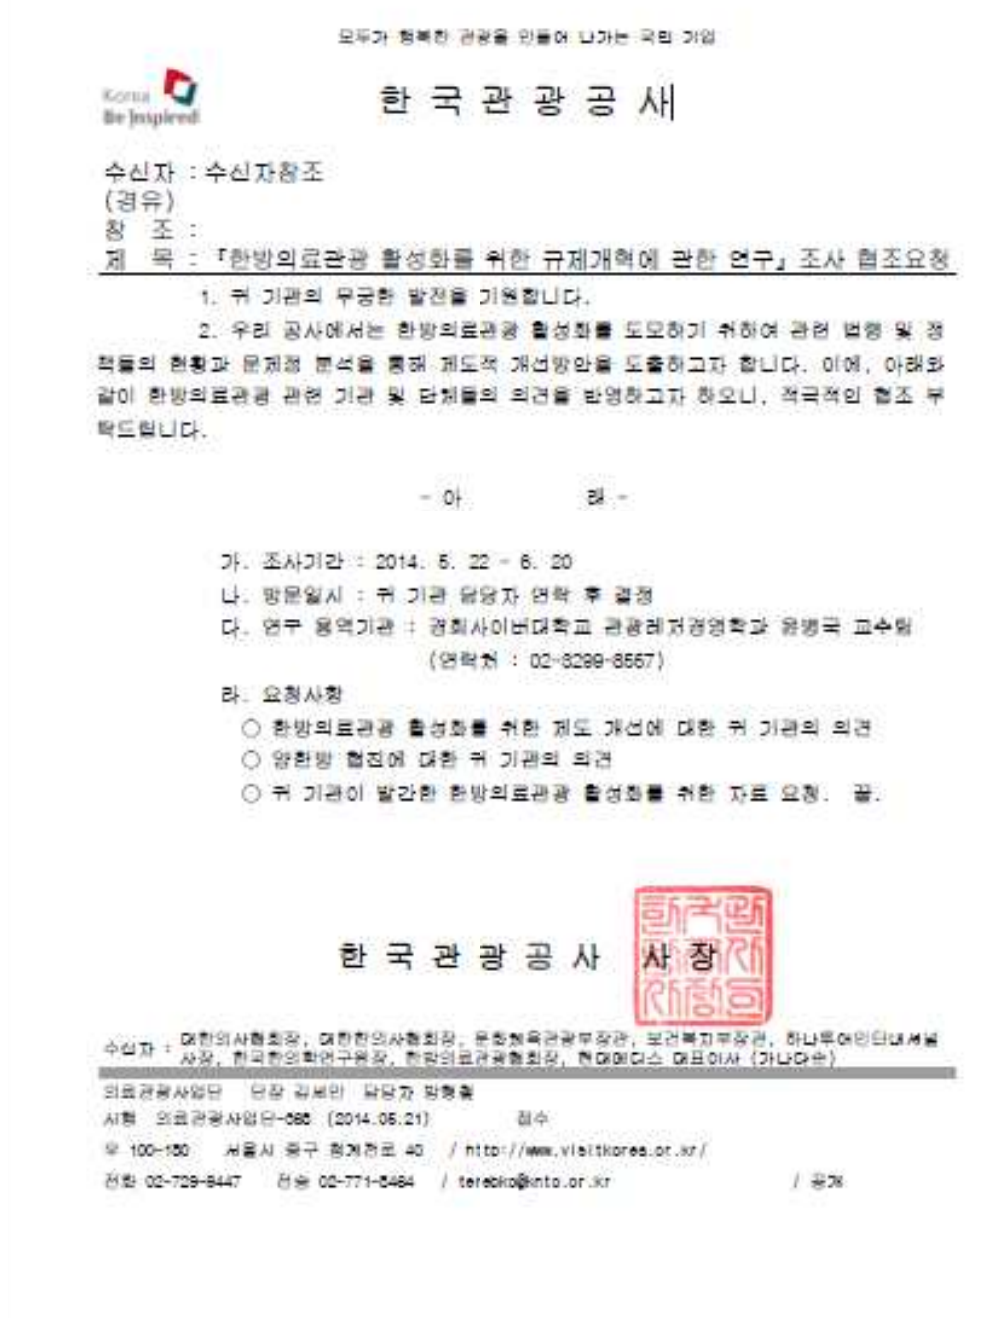 모두가 행복한 관광을 만들어 나가는 국민 기업
Korea
Be Inspired
한국관광공사
수신자 : 수신자참조
(경유)
참 조 :
제 목 : 「한방의료관광 활성화를 위한 규제개혁에 관한 연구」 조사 협조요청
1. 귀 기관의 무궁한 발전을 기원합니다.
2. 우리 공사에서는 한방의료관광 활성화를 도모하기 위하여 관련 법령 및 정
책들의 현황과 문제점 분석을 통해 제도적 개선방안을 도출하고자 합니다. 이에, 아래와
같이 한방의료관광 관련 기관 및 단체들의 의견을 반영하고자 하오니, 적극적인 협조 부
탁드립니다.
- 아 래 -
가. 조사기간 : 2014. 5. 22 - 6. 20
나. 방문일시 : 귀 기관 담당자 연락 후 결정
다. 연구 용역기관 : 경희사이버대학교 관광레저경영학과 윤병국 교수팀
(연락처 : 02-3299-8567)
라. 요청사항
○ 한방의료관광 활성화를 위한 제도 개선에 대한 귀 기관의 의견
○ 양한방 협진에 대한 귀 기관의 의견
○ 귀 기관이 발간한 한방의료관광 활성화를 위한 자료 요청. 끝.
한국관광공사 사장
수신자 : 대한의사협회장, 대한한의사협회장, 문화체육관광부장관, 보건복지부장관, 하나투어인터내셔널
사장, 한국한의학연구원장, 한방의료관광협회장, 현대메디스 대표이사 (가나다순)
의료관광사업단 단장 김세만 담당자
시행 의료관광사업단- (2014.05.21) 접수
우 100-180 서울시 중구 청계천로 40 / http://www.visitkorea.or.kr/
전화 02-729-9447 전송 02-771-8464 / @knto.or.kr / 공개